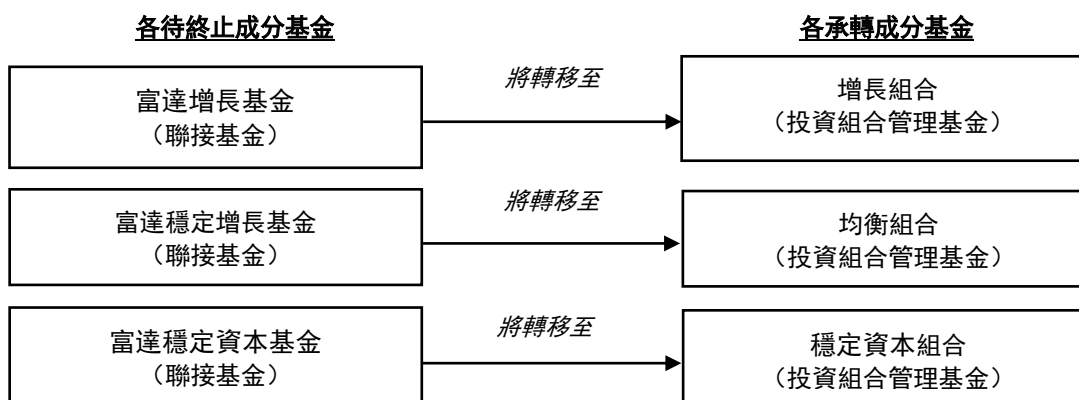 各待終止成分基金
各承轉成分基金
富達增長基金
（聯接基金）
將轉移至
增長組合
（投資組合管理基金）
富達穩定增長基金
（聯接基金）
將轉移至
均衡組合
（投資組合管理基金）
富達穩定資本基金
（聯接基金）
將轉移至
穩定資本組合
（投資組合管理基金）